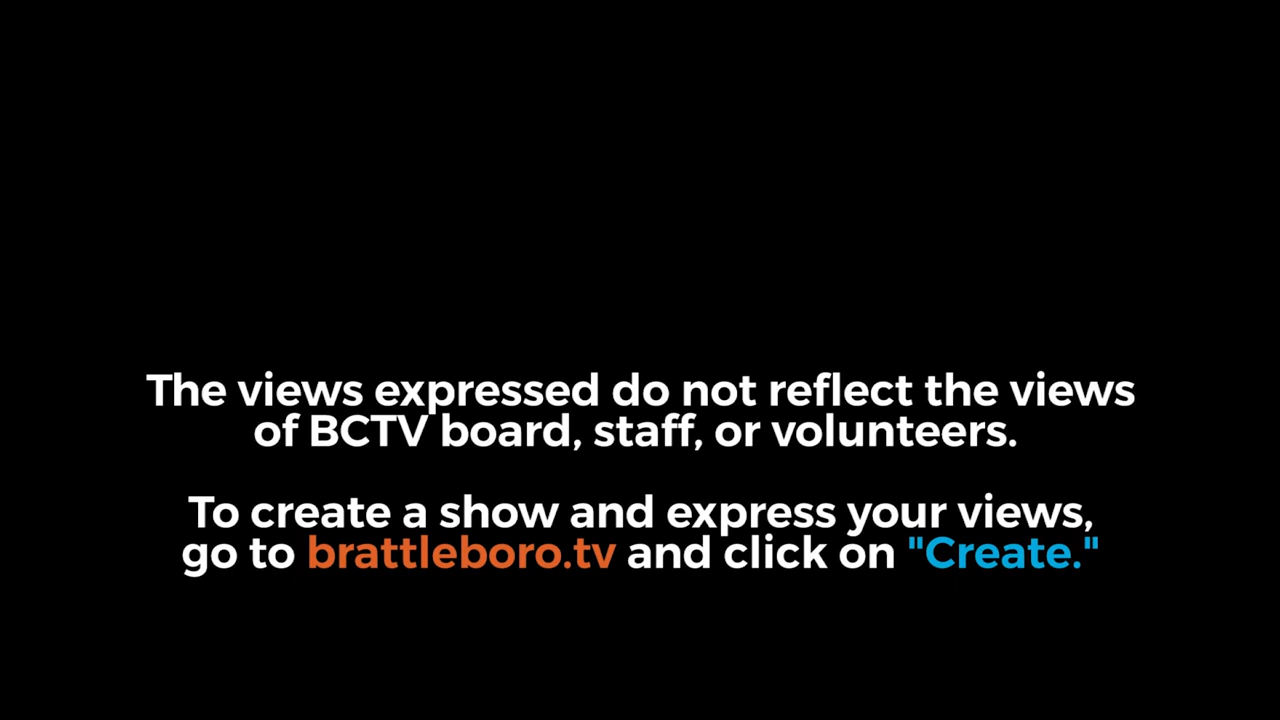 The views expressed do not reflect the views
of BCTV board, staff, or volunteers.
To create a show and express your views,
go to brattleboro.tv and click on "Create."